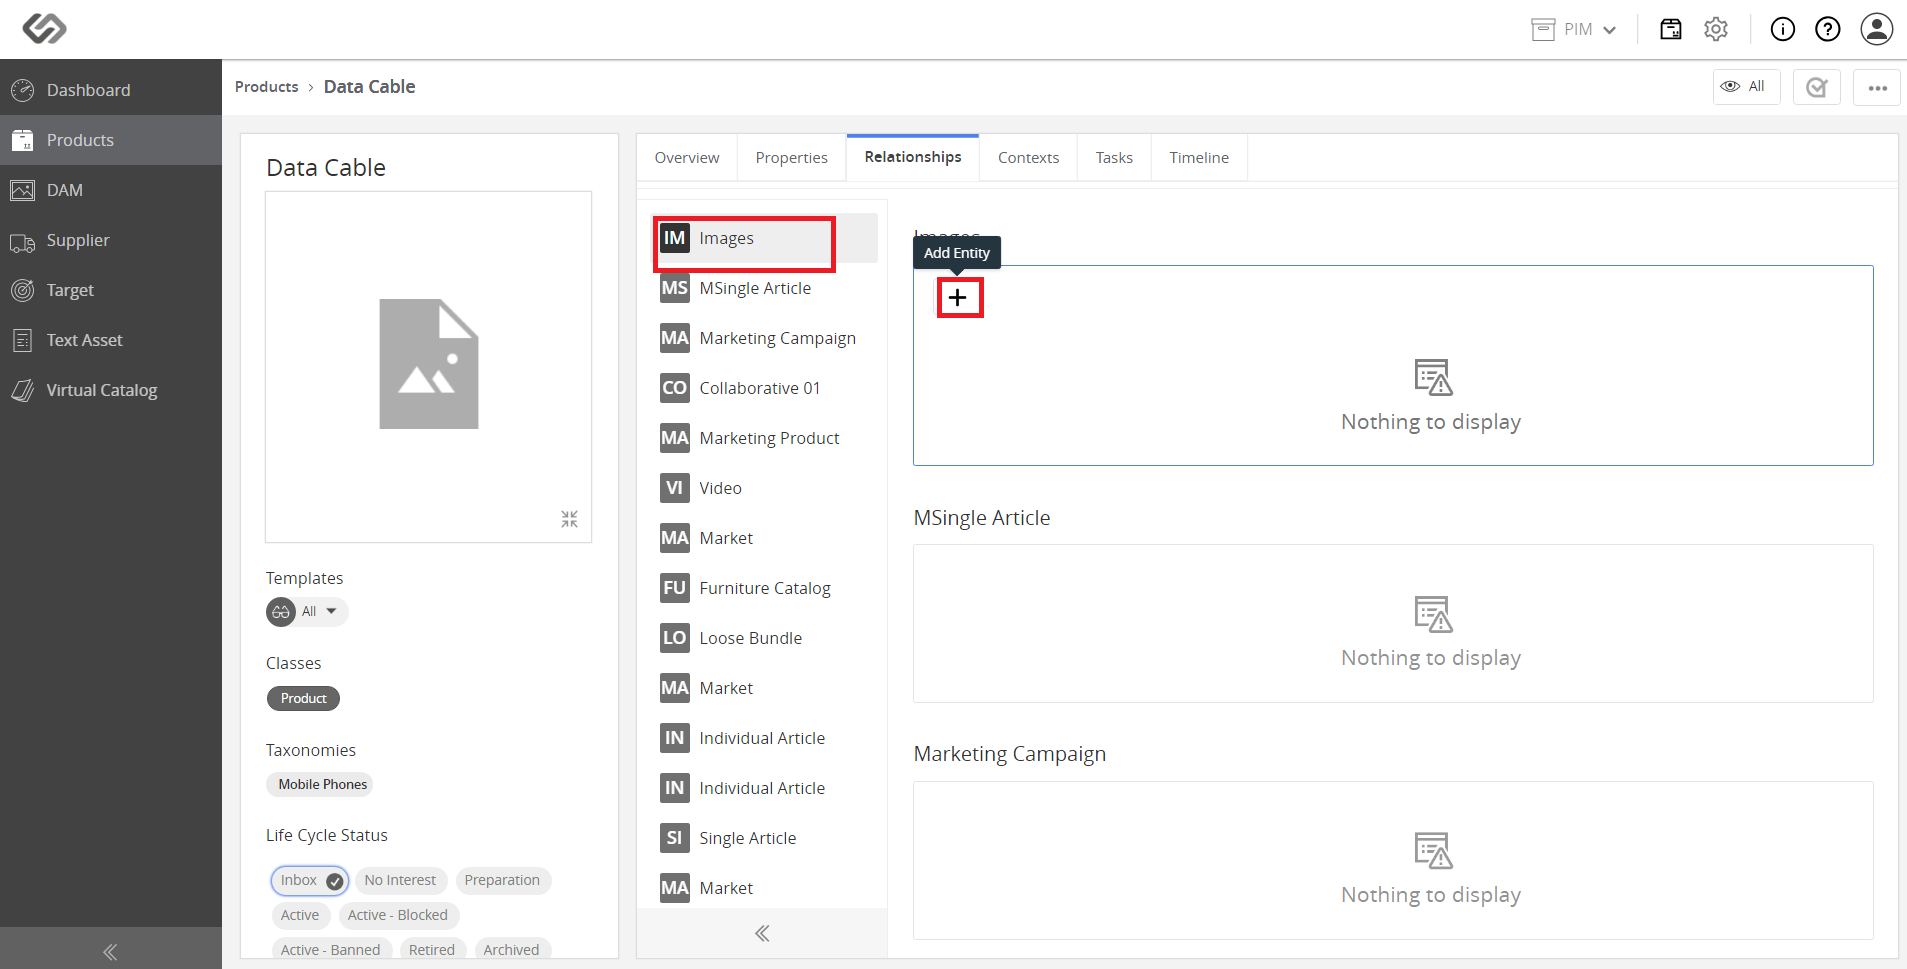 PIM
Dashboard
Products
DAM
Supplier
Target
Text Asset
Virtual Catalog
Products › Data Cable
All
Data Cable
Templates
All
Classes
Product
Taxonomies
Mobile Phones
Life Cycle Status
Inbox No Interest Preparation
Active Active - Blocked
Active - Banned Retired Archived
Overview Properties Relationships Contexts Tasks Timeline
IM Images
MS MSingle Article
MA Marketing Campaign
CO Collaborative 01
MA Marketing Product
VI Video
MA Market
FU Furniture Catalog
LO Loose Bundle
MA Market
IN Individual Article
IN Individual Article
SI Single Article
MA Market
Images
Add Entity
Nothing to display
MSingle Article
Nothing to display
Marketing Campaign
Nothing to display